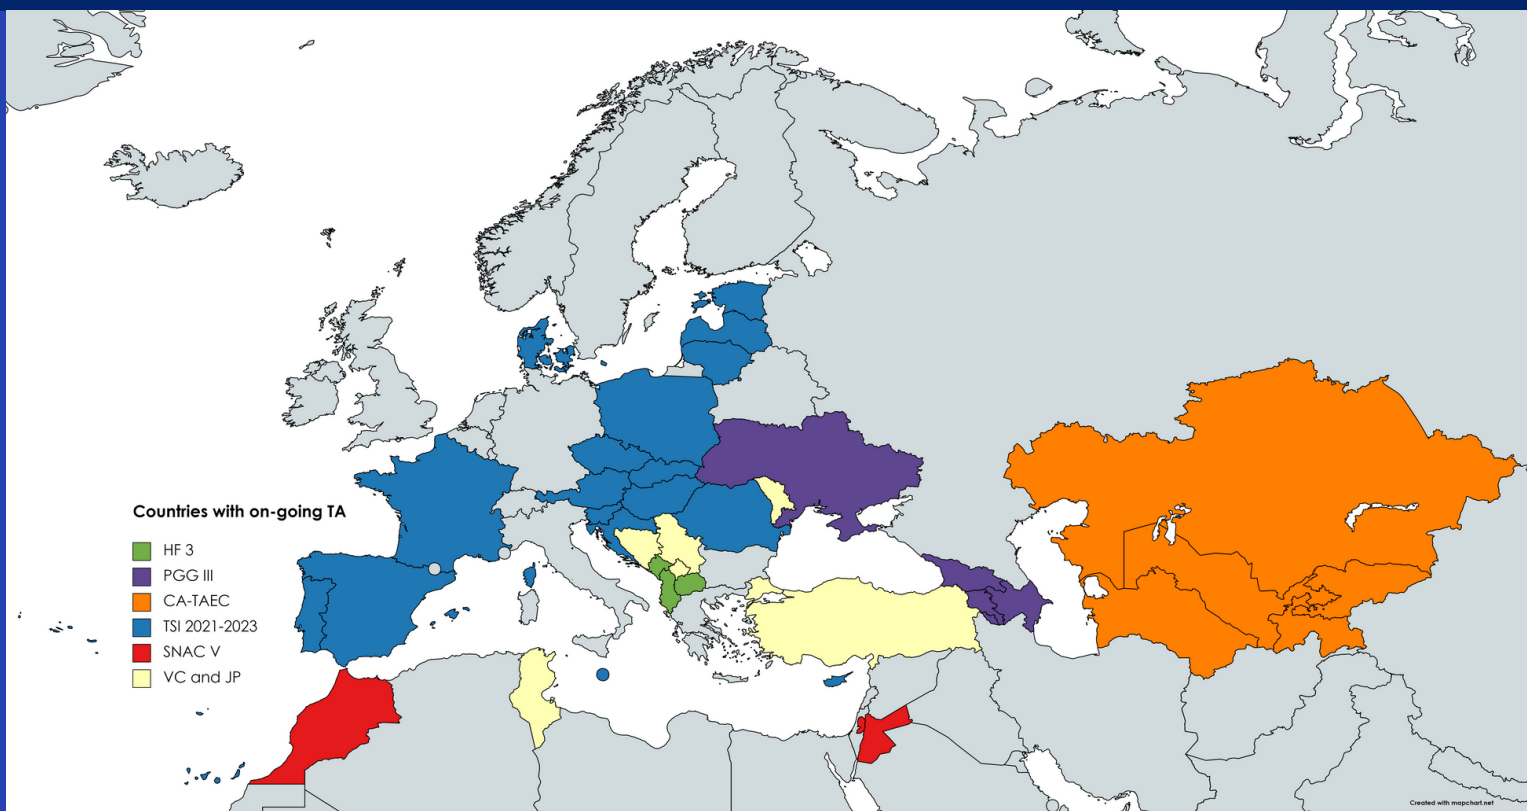 Countries with on-going TA
HF 3
PGG III
CA-TAEC
TSI 2021-2023
SNAC V
VC and JP
Created with mapchart.net